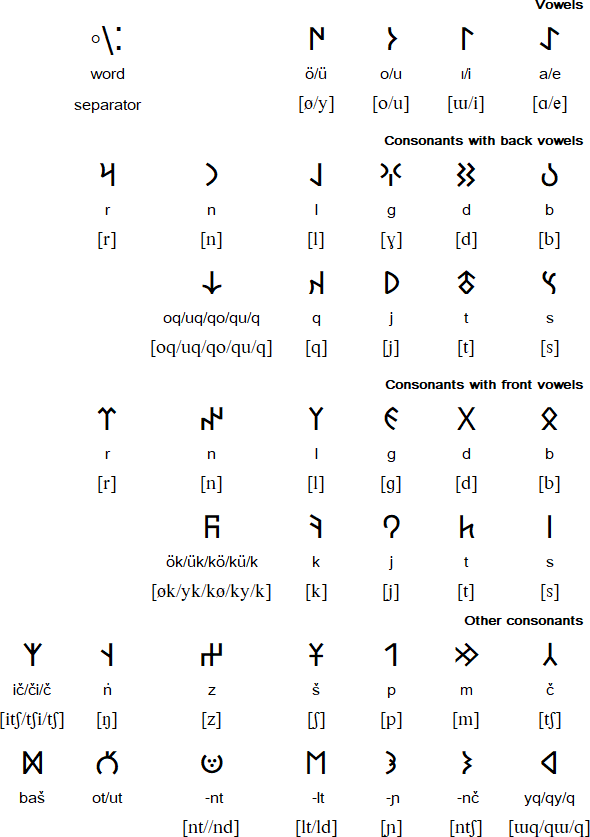 Vowels
◦\⁚ 𐰇 𐰆 𐰃 𐰀
word ö/ü o/u ı/i a/e
separator [ø/y] [o/u] [ɯ/i] [ɑ/e]
Consonants with back vowels
𐰺 𐰣 𐰞 𐰍 𐰑 𐰉
r n l g d b
[r] [n] [l] [ɣ] [d] [b]
𐰸 𐰴 𐰖 𐱃 𐰽
oq/uq/qo/qu/q q j t s
[oq/uq/qo/qu/q] [q] [j] [t] [s]
Consonants with front vowels
𐰼 𐰤 𐰠 𐰏 𐰓 𐰋
r n l g d b
[r] [n] [l] [ɡ] [d] [b]
𐰜 𐰚 𐰘 𐱅 𐰾
ök/ük/kö/kü/k k j t s
[øk/yk/kø/ky/k] [k] [j] [t] [s]
Other consonants
𐰱 𐰭 𐰔 𐱁 𐰯 𐰢 𐰲
ič/či/č ṅ z š p m č
[itʃ/tʃi/tʃ] [ŋ] [z] [ʃ] [p] [m] [tʃ]
𐱈 𐱇 𐰦 𐰡 𐰪 𐰨 𐰶
baš ot/ut -nt -lt -ɲ -nč yq/qy/q
[nt//nd] [lt/ld] [ɲ] [ntʃ] [ɯq/qɯ/q]